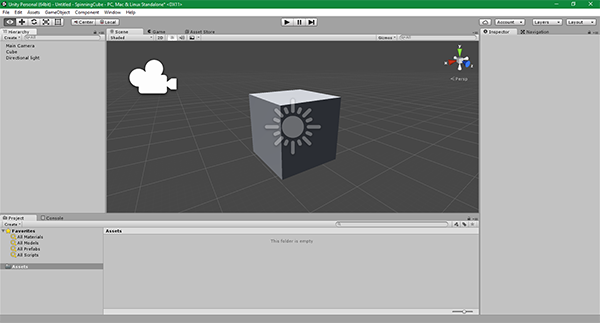 Unity Personal (64bit) - Untitled - SpinningCube - PC, Mac & Linux Standalone* <DX11>
File Edit Assets GameObject Component Window Help
Center Local Account Layers Layout
Hierarchy Scene Game Asset Store Inspector Navigation
Create Shaded 2D Gizmos
Main Camera
Cube
Directional light
y
Persp
Project Console
Create
Favorites Assets
All Materials This folder is empty
All Models
All Prefabs
All Scripts
Assets